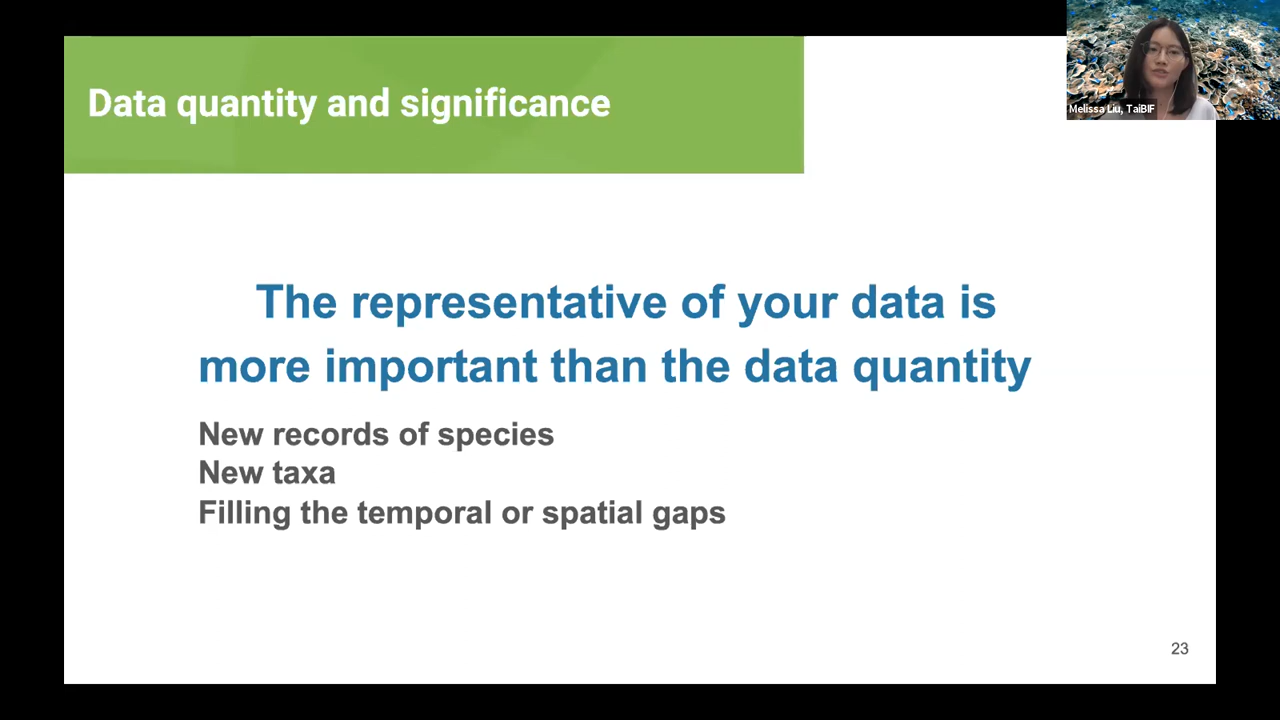 Data quantity and significance
Melissa Liu, TaiBIF
The representative of your data is
more important than the data quantity
New records of species
New taxa
Filling the temporal or spatial gaps
23